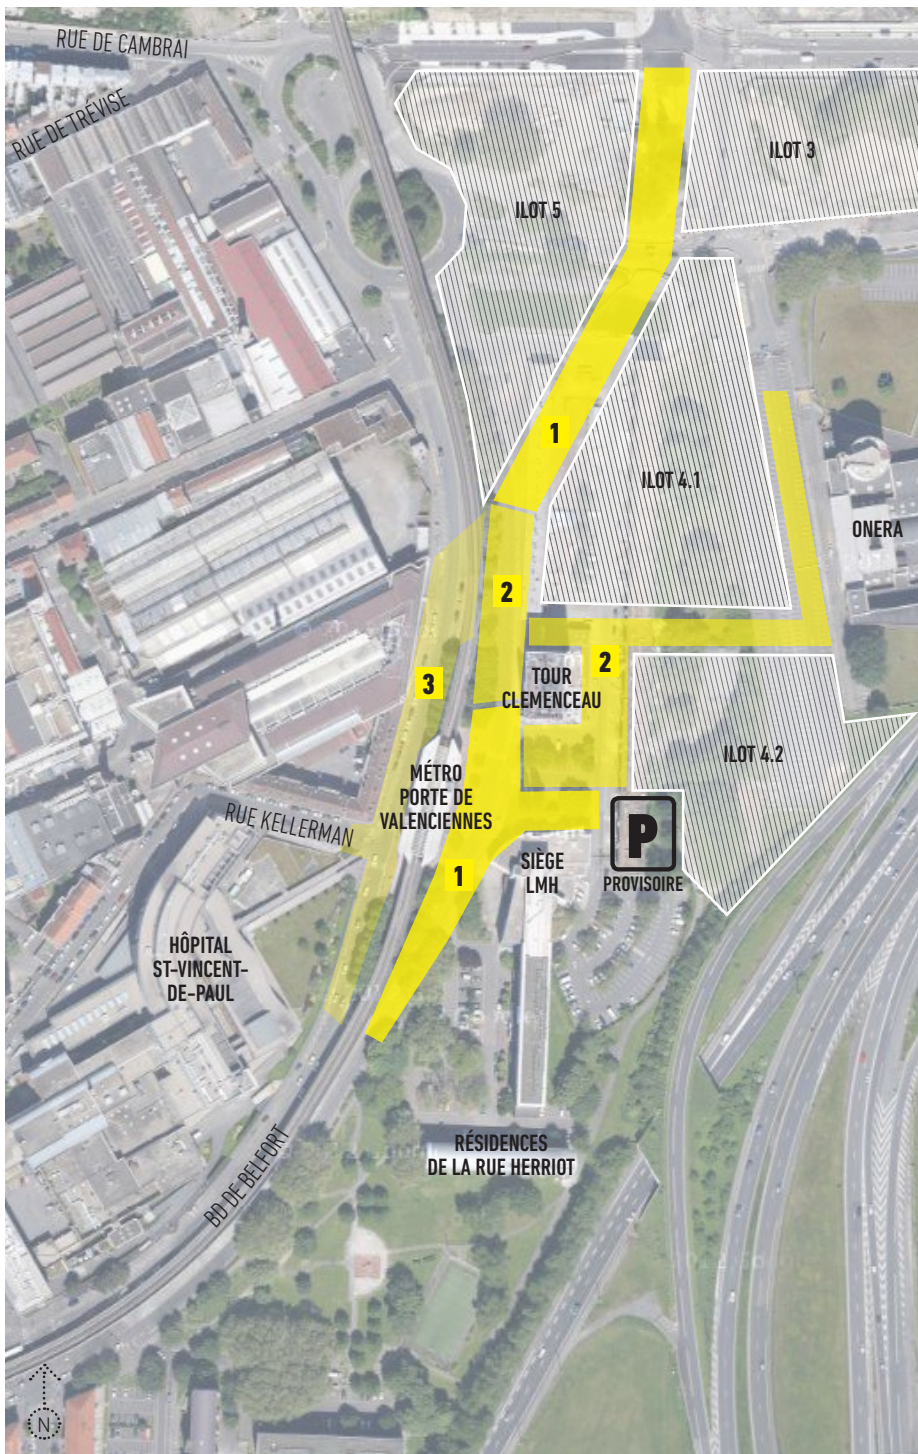 RUE DE CAMBRAI
RUE DE TRÉVISE
ILOT 3
ILOT 5
1
ILOT 4.1
ONERA
2
2
TOUR
CLEMENCEAU
3
ILOT 4.2
MÉTRO
PORTE DE
VALENCIENNES
RUE KELLERMAN
P
PROVISOIRE
SIÈGE
LMH
1
HÔPITAL
ST-VINCENT-
DE-PAUL
RÉSIDENCES
DE LA RUE HERRIOT
BD DE BELFORT
N